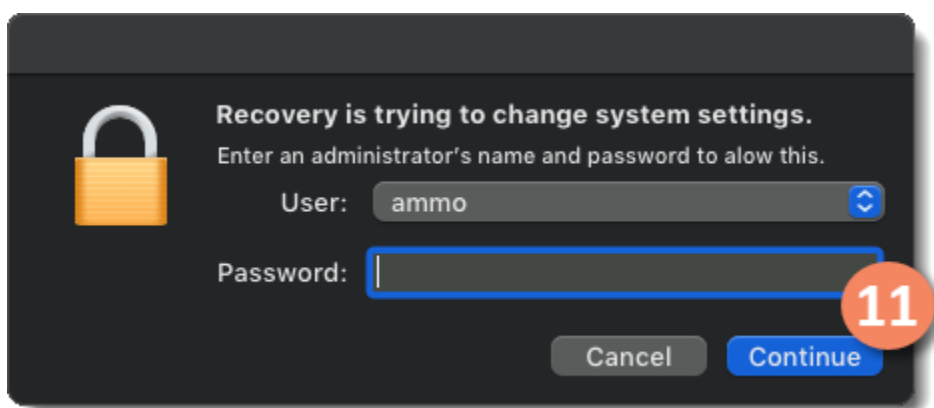 Recovery is trying to change system settings.
Enter an administrator's name and password to alow this.
User: ammo
Password:
11
Cancel Continue